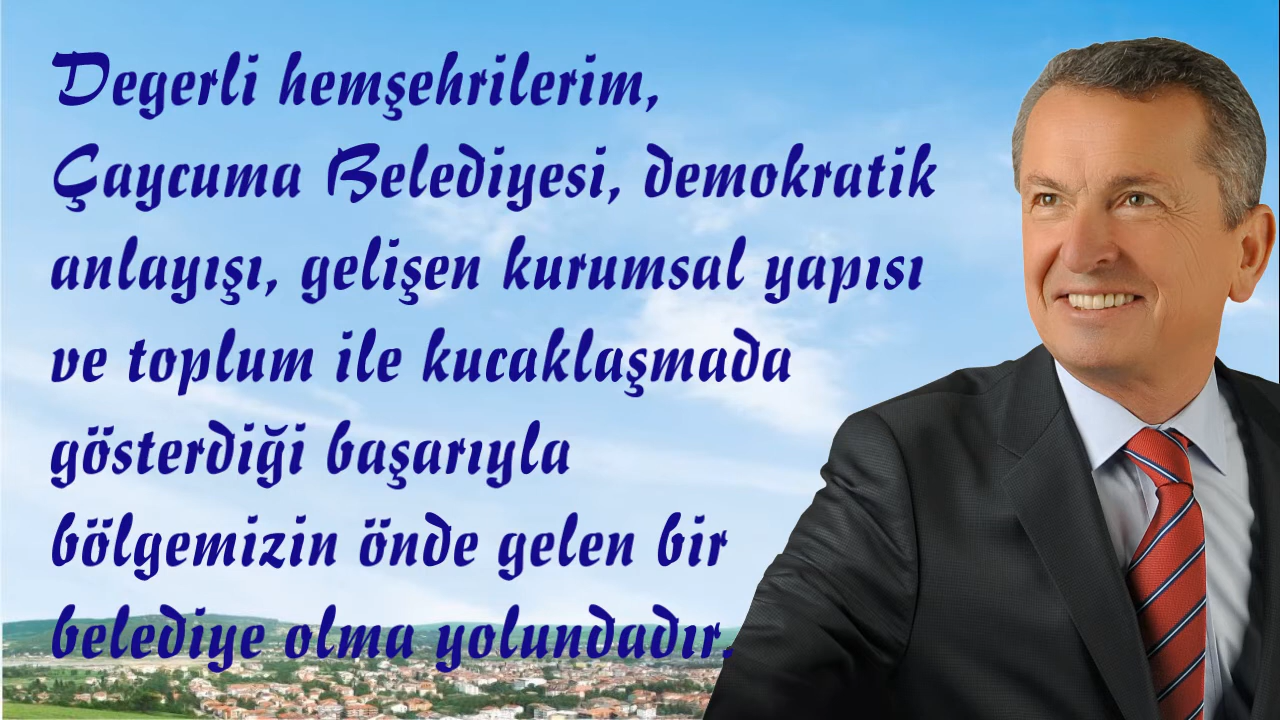 Degerli hemşehrilerim,
Çaycuma Belediyesi, demokratik
anlayışı, gelişen kurumsal yapısı
ve toplum ile kucaklaşmada
gösterdiği başarıyla
bölgemizin önde gelen bir
belediye olma yolundadır.